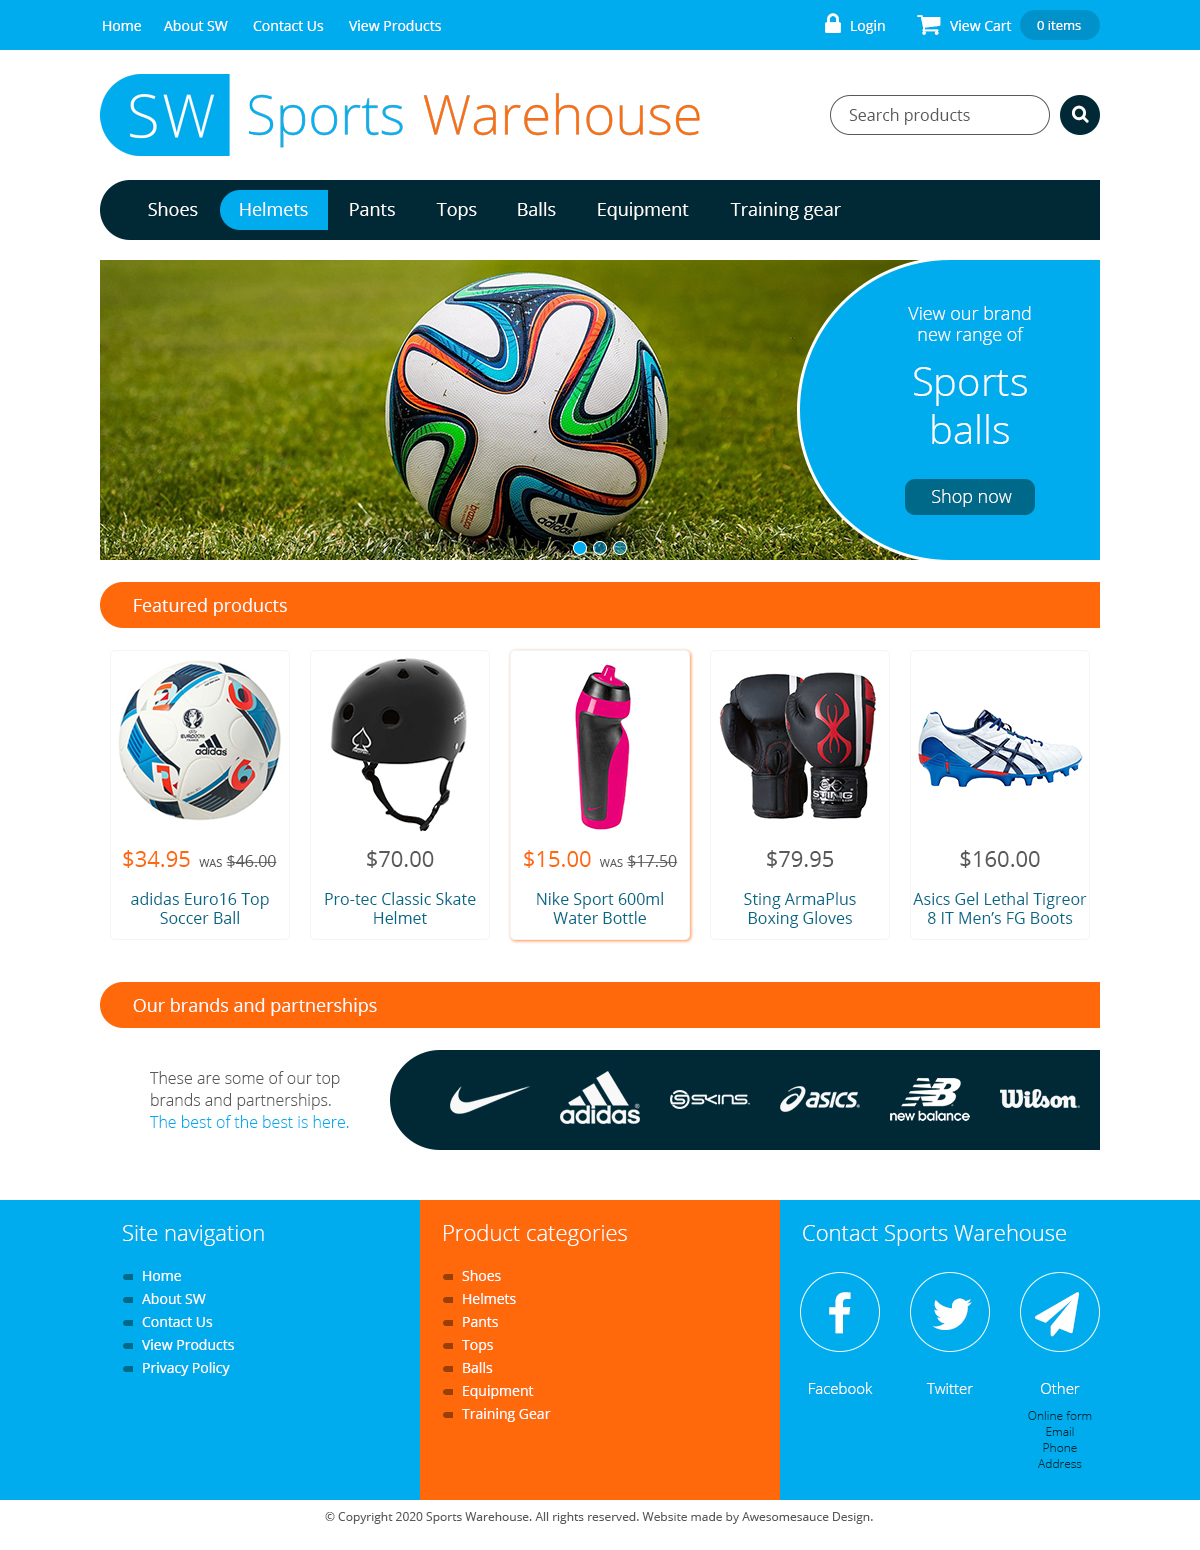 Home About SW Contact Us View Products Login View Cart 0 items
SW Sports Warehouse
Search products
Shoes Helmets Pants Tops Balls Equipment Training gear
View our brand
new range of
Sports
balls
Shop now
brazuca
adidas
Featured products
UEFA
EURO2016
FRANCE
adidas
STING
$34.95 WAS $46.00
adidas Euro16 Top
Soccer Ball
$70.00
Pro-tec Classic Skate
Helmet
$15.00 WAS $17.50
Nike Sport 600ml
Water Bottle
$79.95
Sting ArmaPlus
Boxing Gloves
$160.00
Asics Gel Lethal Tigreor
8 IT Men’s FG Boots
Our brands and partnerships
These are some of our top
brands and partnerships.
The best of the best is here.
adidas
SKINS
asics
new balance
Wilson
Site navigation
Home
About SW
Contact Us
View Products
Privacy Policy
Product categories
Shoes
Helmets
Pants
Tops
Balls
Equipment
Training Gear
Contact Sports Warehouse
Facebook Twitter Other
Online form
Email
Phone
Address
© Copyright 2020 Sports Warehouse. All rights reserved. Website made by Awesomesauce Design.